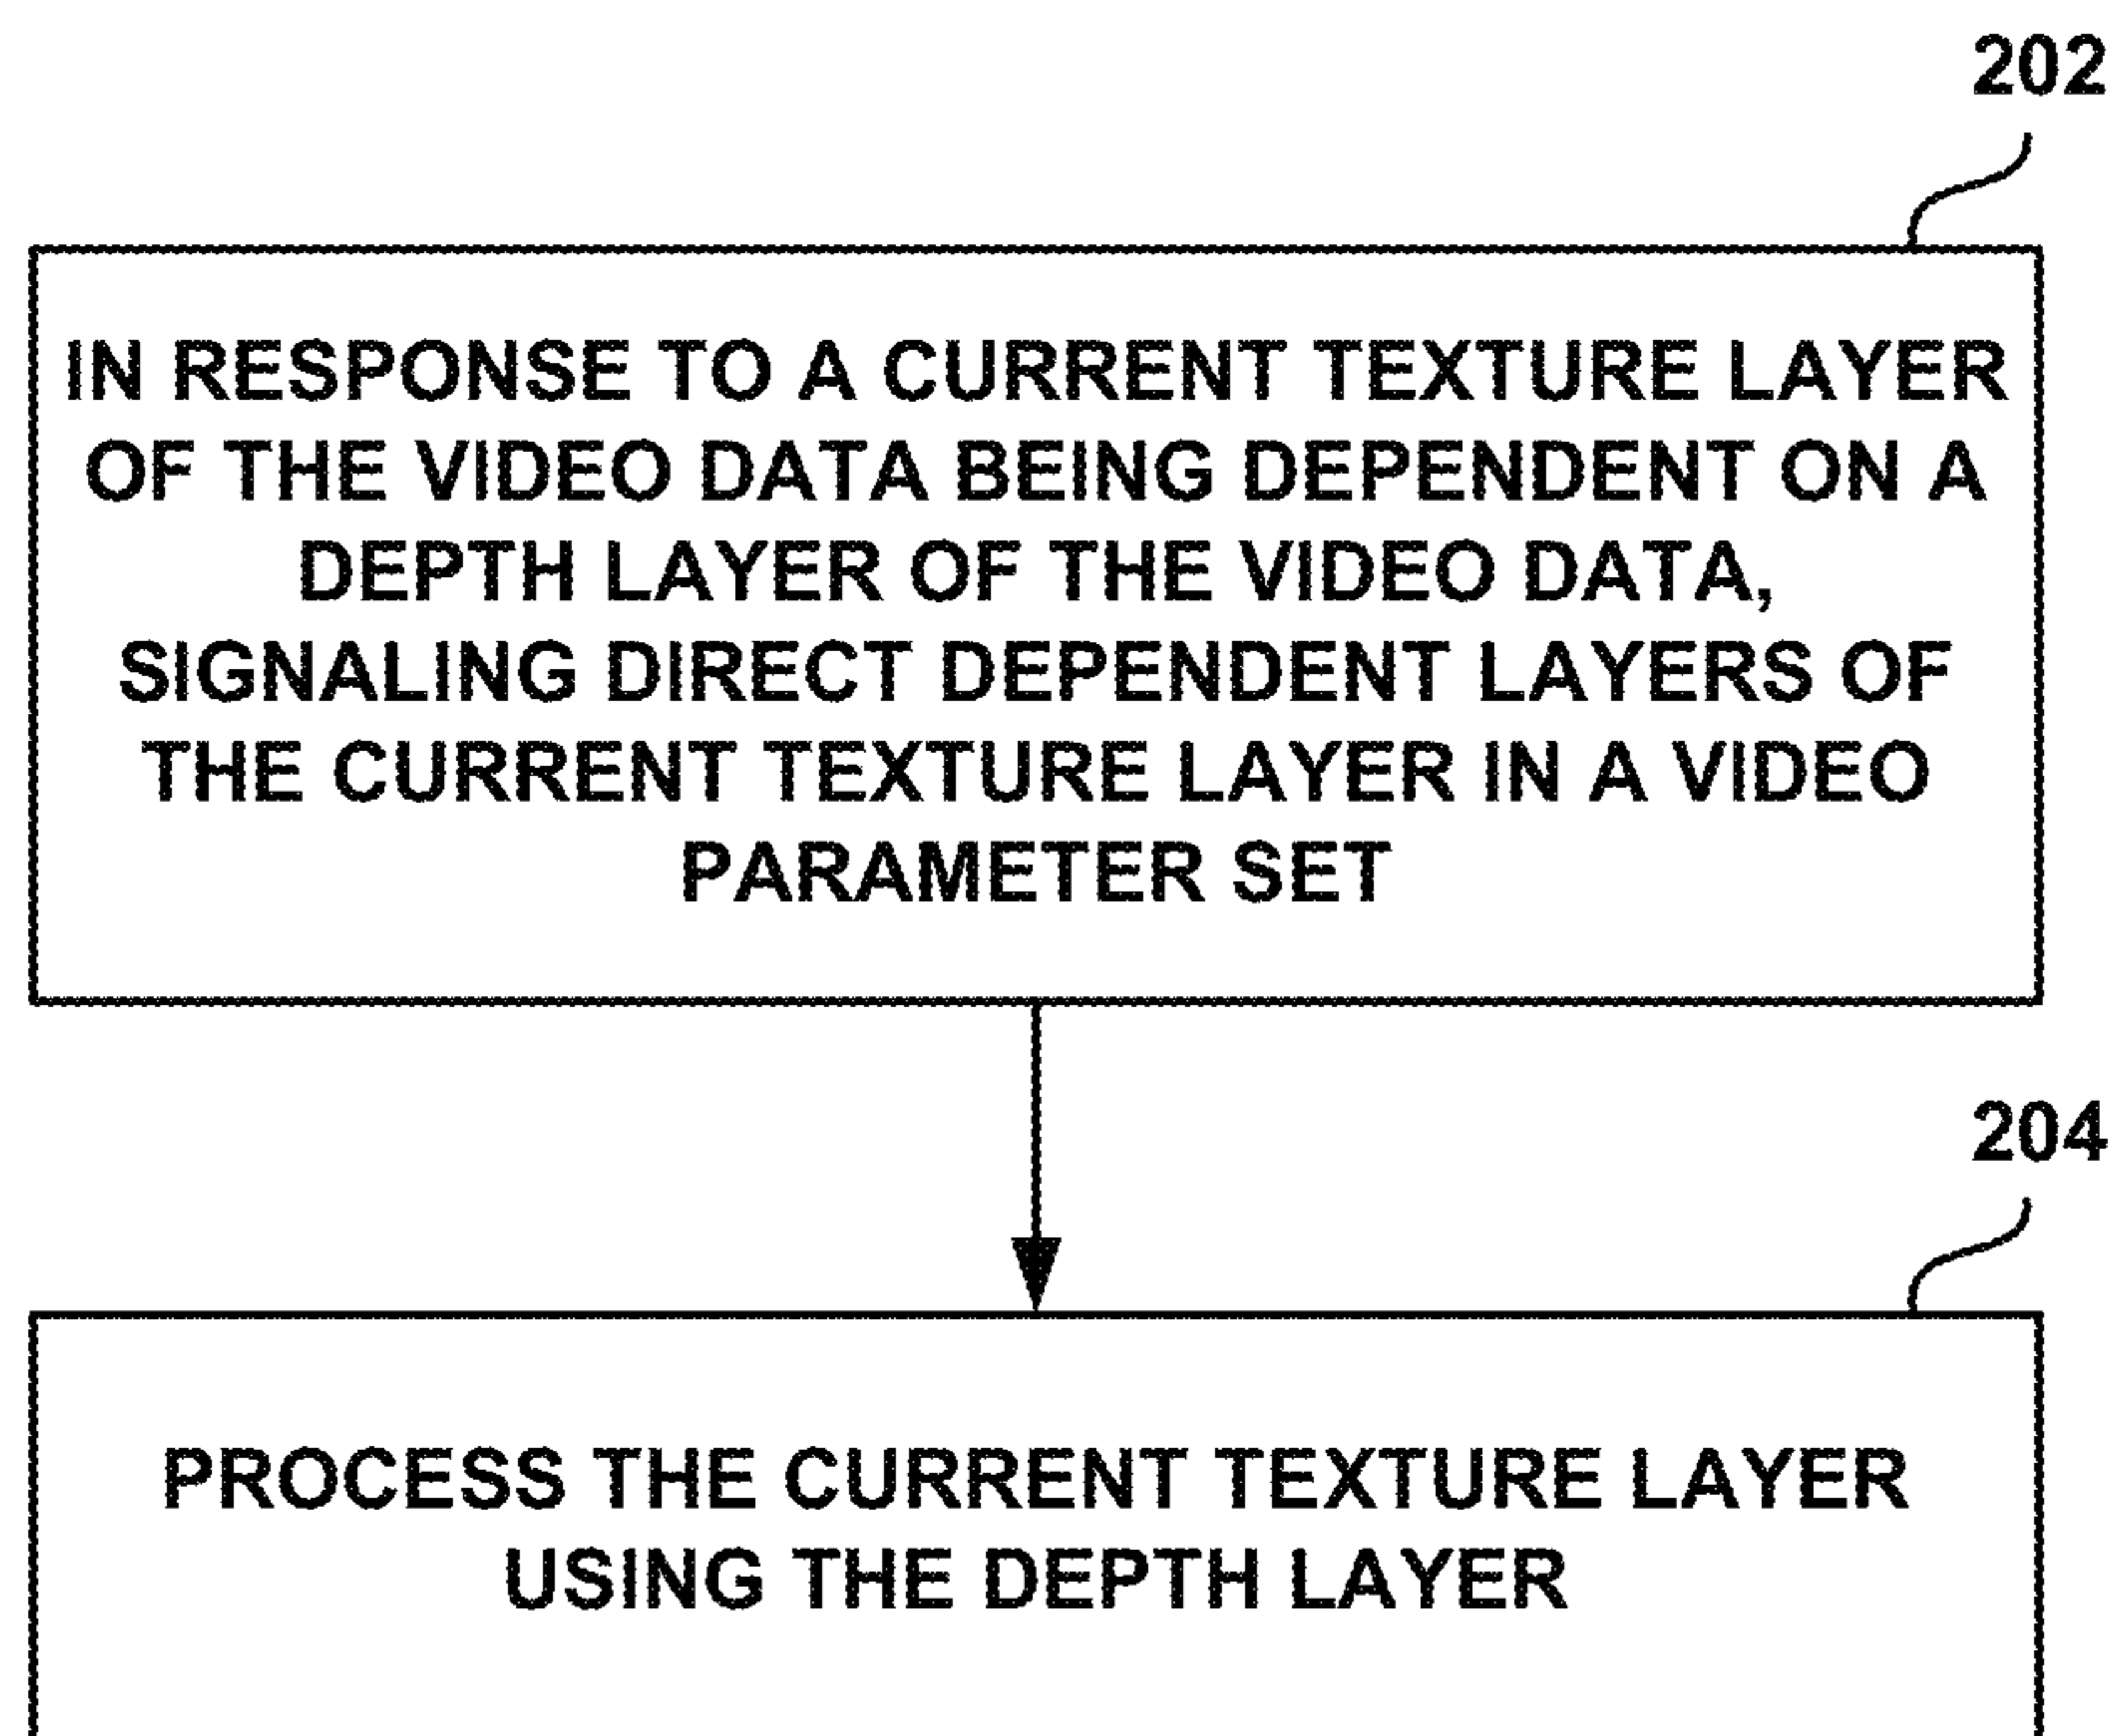 202
IN RESPONSE TO A CURRENT TEXTURE LAYER
OF THE VIDEO DATA BEING DEPENDENT ON A
DEPTH LAYER OF THE VIDEO DATA,
SIGNALING DIRECT DEPENDENT LAYERS OF
THE CURRENT TEXTURE LAYER IN A VIDEO
PARAMETER SET
204
PROCESS THE CURRENT TEXTURE LAYER
USING THE DEPTH LAYER